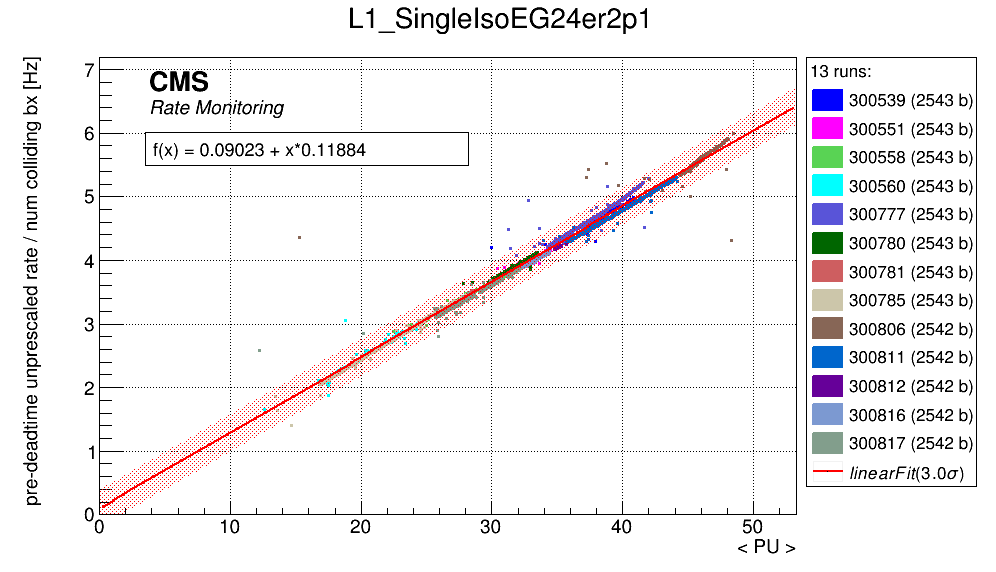 L1_SingleIsoEG24er2p1
pre-deadtime unprescaled rate / num colliding bx [Hz]
7
6
5
4
3
2
1
0
CMS
Rate Monitoring
f(x) = 0.09023 + x*0.11884
0 10 20 30 40 50
< PU >
13 runs:
300539 (2543 b)
300551 (2543 b)
300558 (2543 b)
300560 (2543 b)
300777 (2543 b)
300780 (2543 b)
300781 (2543 b)
300785 (2543 b)
300806 (2542 b)
300811 (2542 b)
300812 (2542 b)
300816 (2542 b)
300817 (2542 b)
linearFit(3.0σ)